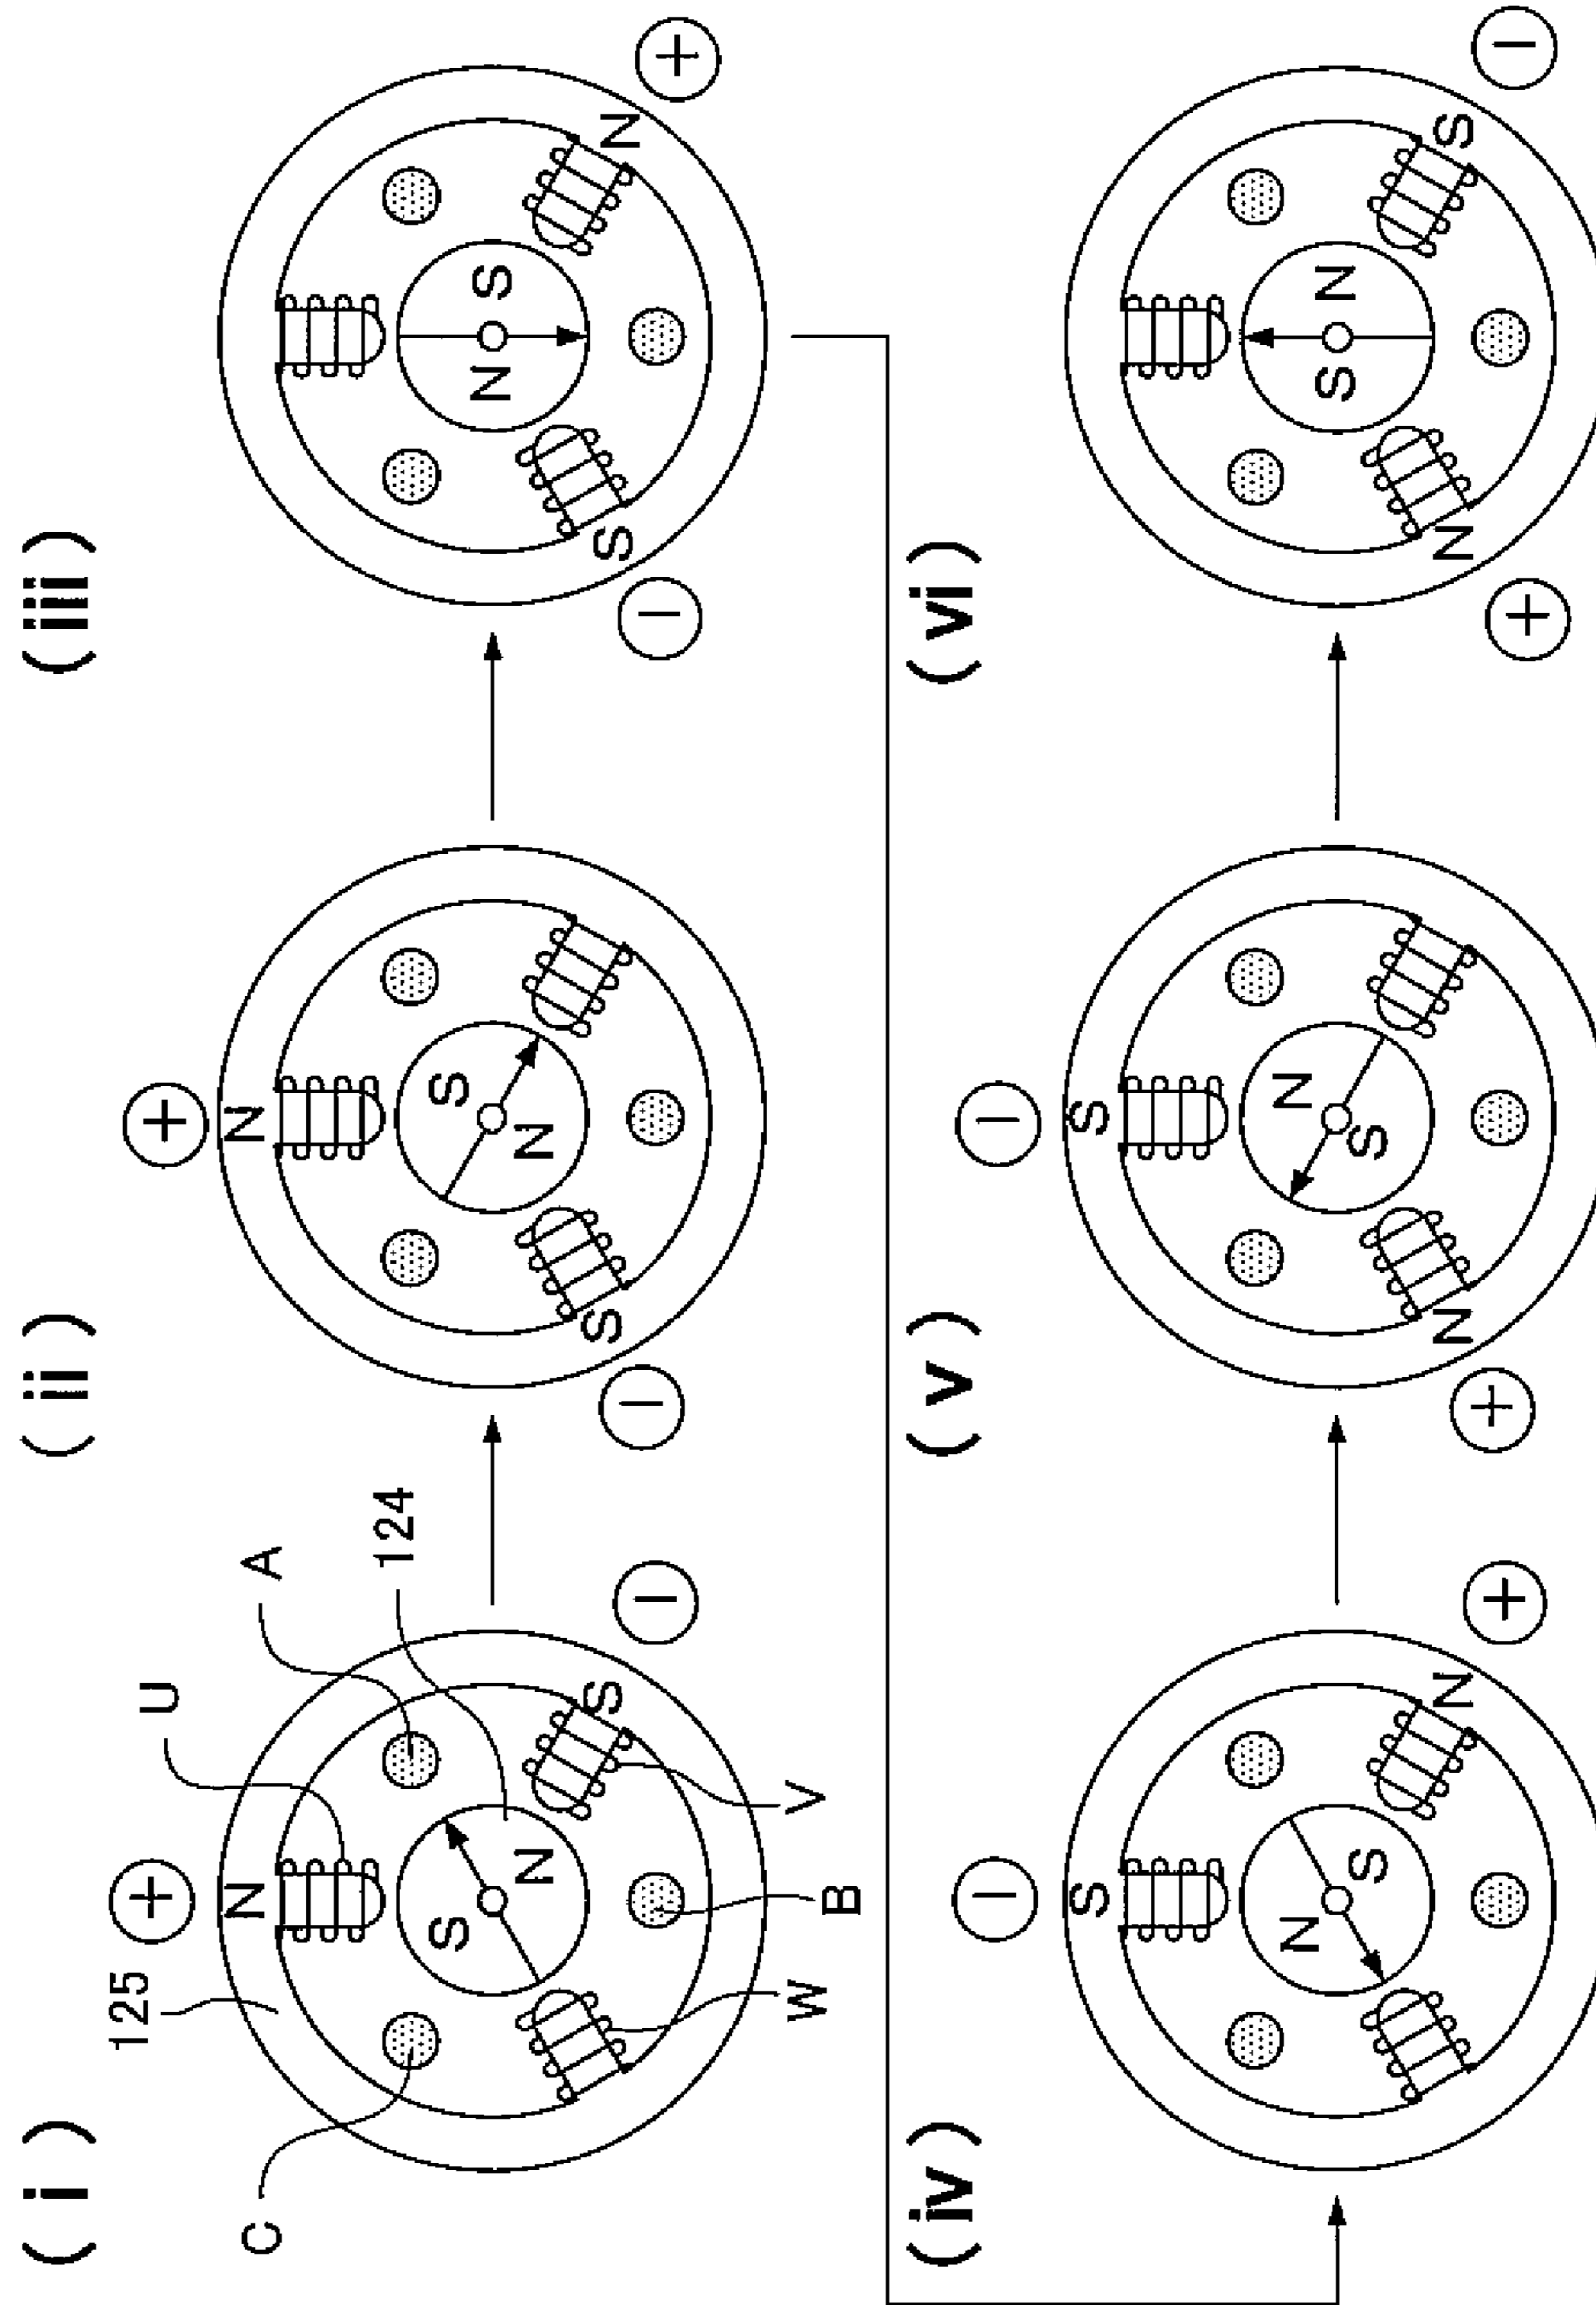 ( i )
C
125
⊕
U
A
124
N
S
N
S
⊖
W
B
V
( ii )
⊕
N
S
N
S
⊖
( iii )
N
S
S
N
⊖
⊕
(iv)
⊖
S
N
S
N
⊕
( v )
⊖
S
N
S
N
⊕
( vi )
S
N
N
S
⊕
⊖